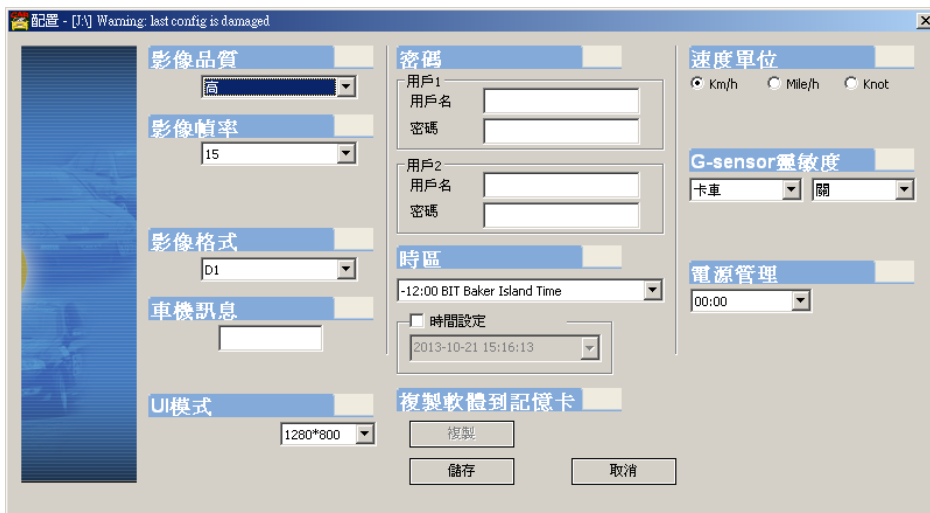 配置 - [J:\] Warning: last config is damaged
影像品質
高
影像幀率
15
影像格式
D1
車機訊息
UI模式
1280*800
密碼
用戶1
用戶名
密碼
用戶2
用戶名
密碼
時區
-12:00 BIT Baker Island Time
時間設定
2013-10-21 15:16:13
複製軟體到記憶卡
複製
儲存
取消
速度單位
Km/h Mile/h Knot
G-sensor靈敏度
卡車 關
電源管理
00:00